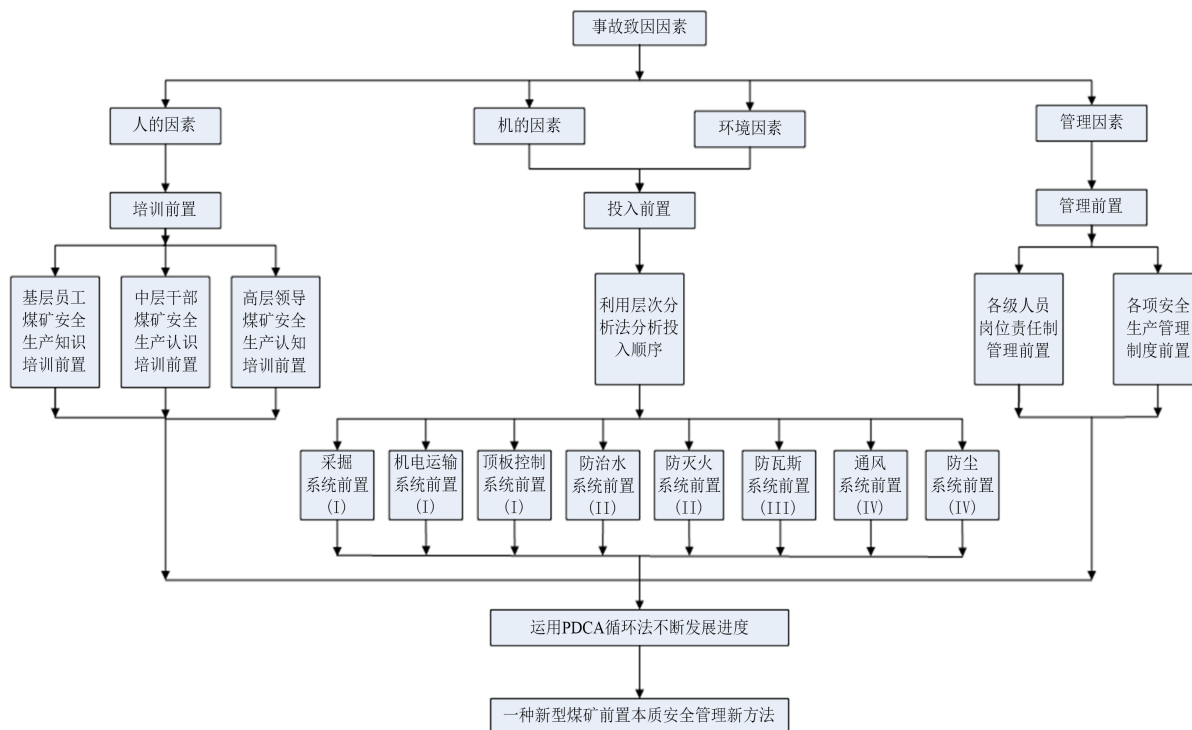 事故致因因素
人的因素
机的因素
环境因素
管理因素
培训前置
投入前置
管理前置
基层员工
煤矿安全
生产知识
培训前置
中层干部
煤矿安全
生产认识
培训前置
高层领导
煤矿安全
生产认知
培训前置
利用层次分
析法分析投
入顺序
各级人员
岗位责任制
管理前置
各项安全
生产管理
制度前置
采掘
系统前置
(I)
机电运输
系统前置
(I)
顶板控制
系统前置
(I)
防治水
系统前置
(II)
防灭火
系统前置
(II)
防瓦斯
系统前置
(III)
通风
系统前置
(IV)
防尘
系统前置
(IV)
运用PDCA循环法不断发展进度
一种新型煤矿前置本质安全管理新方法